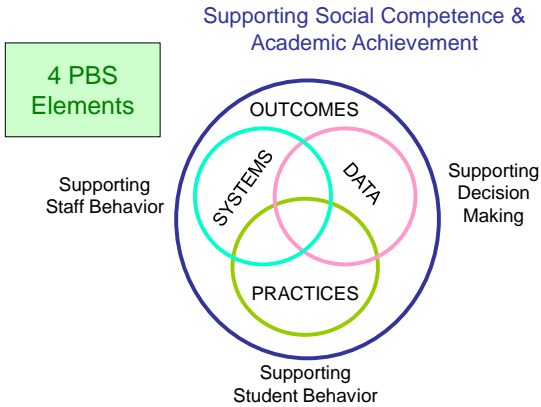 Supporting Social Competence &
Academic Achievement
4 PBS
Elements
OUTCOMES
SYSTEMS
DATA
Supporting
Staff Behavior
Supporting
Decision
Making
PRACTICES
Supporting
Student Behavior